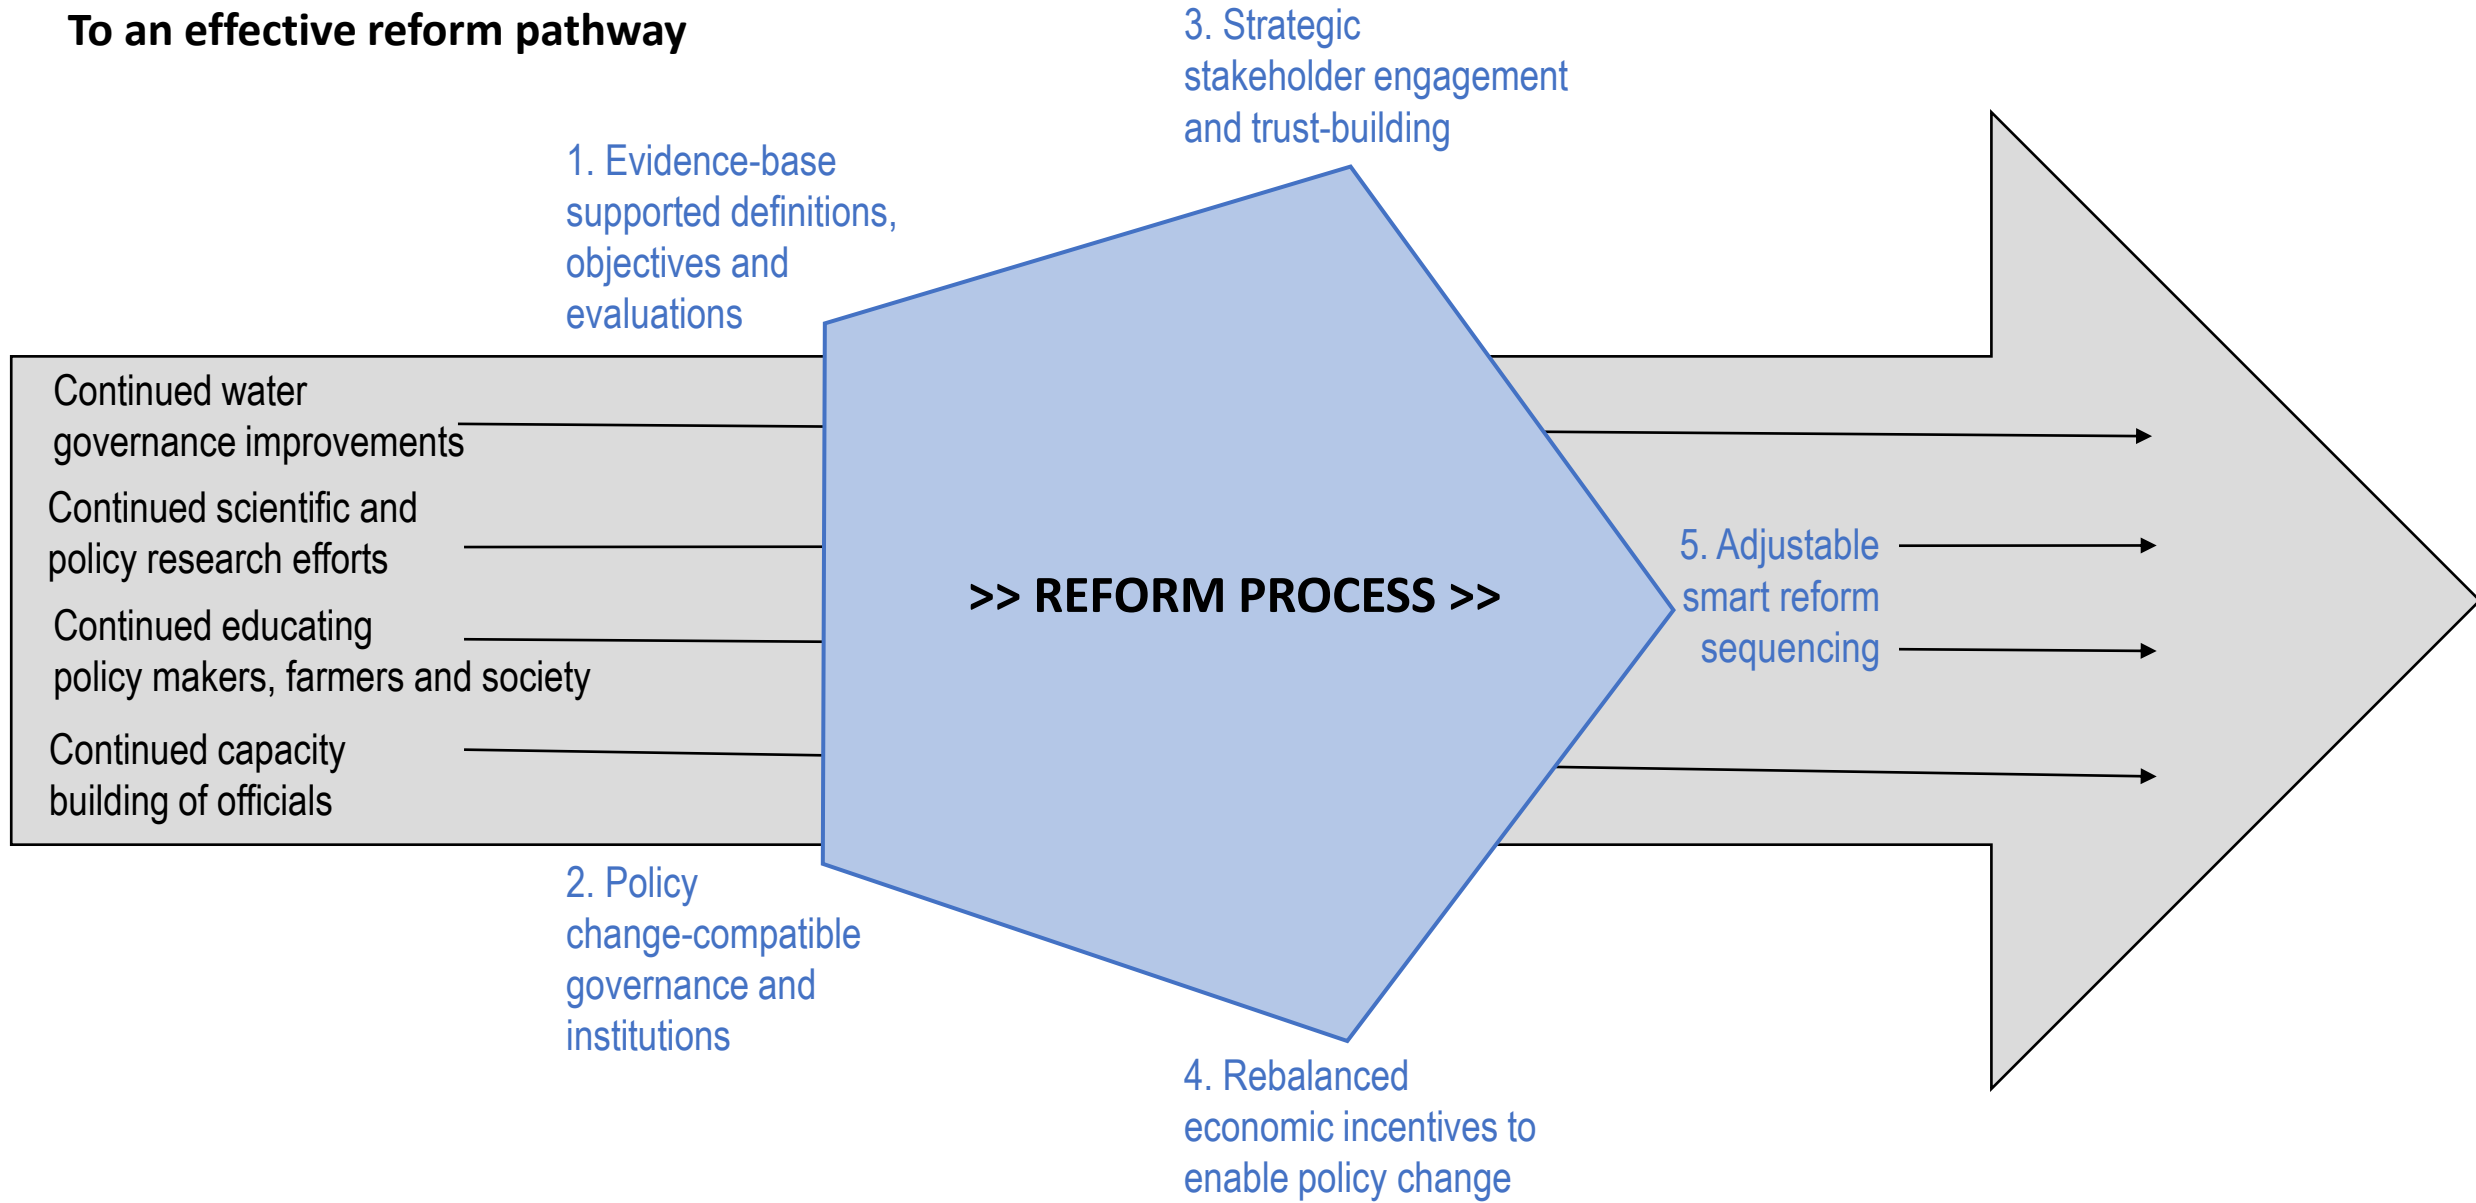 To an effective reform pathway
3. Strategic
stakeholder engagement
and trust-building
1. Evidence-base
supported definitions,
objectives and
evaluations
Continued water
governance improvements
Continued scientific and
policy research efforts
Continued educating
policy makers, farmers and society
Continued capacity
building of officials
>> REFORM PROCESS >>
5. Adjustable
smart reform
sequencing
2. Policy
change-compatible
governance and
institutions
4. Rebalanced
economic incentives to
enable policy change